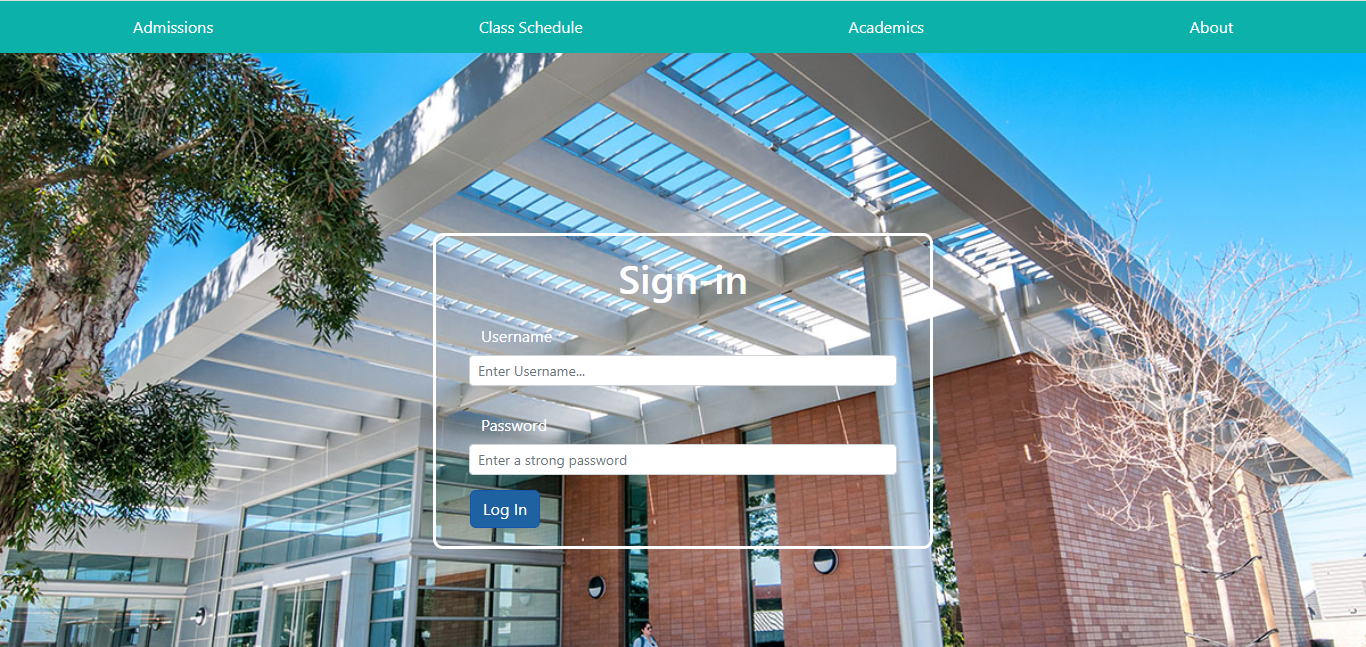 Admissions Class Schedule Academics About
Sign-in
Username
Enter Username...
Password
Enter a strong password
Log In